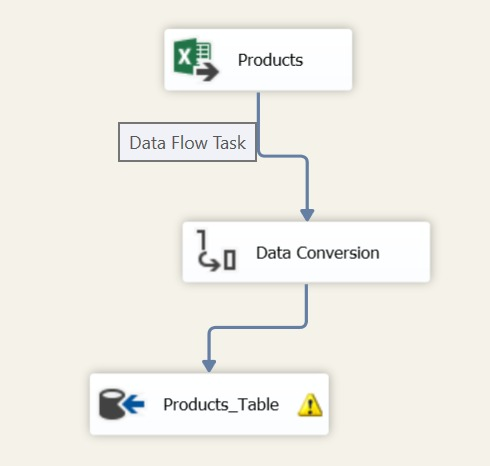 Products
Data Flow Task
Data Conversion
Products_Table